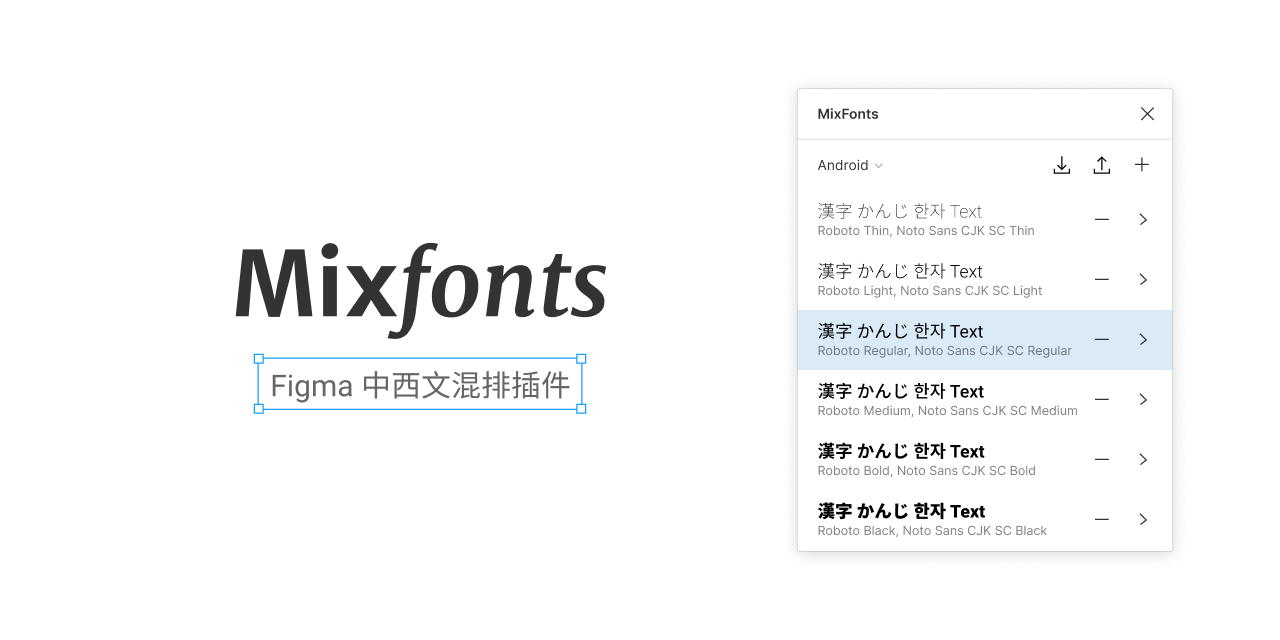 Mixfonts
Figma 中西文混排插件
MixFonts
Android
漢字 かんじ 한자 Text
Roboto Thin, Noto Sans CJK SC Thin
漢字 かんじ 한자 Text
Roboto Light, Noto Sans CJK SC Light
漢字 かんじ 한자 Text
Roboto Regular, Noto Sans CJK SC Regular
漢字 かんじ 한자 Text
Roboto Medium, Noto Sans CJK SC Medium
漢字 かんじ 한자 Text
Roboto Bold, Noto Sans CJK SC Bold
漢字 かんじ 한자 Text
Roboto Black, Noto Sans CJK SC Black